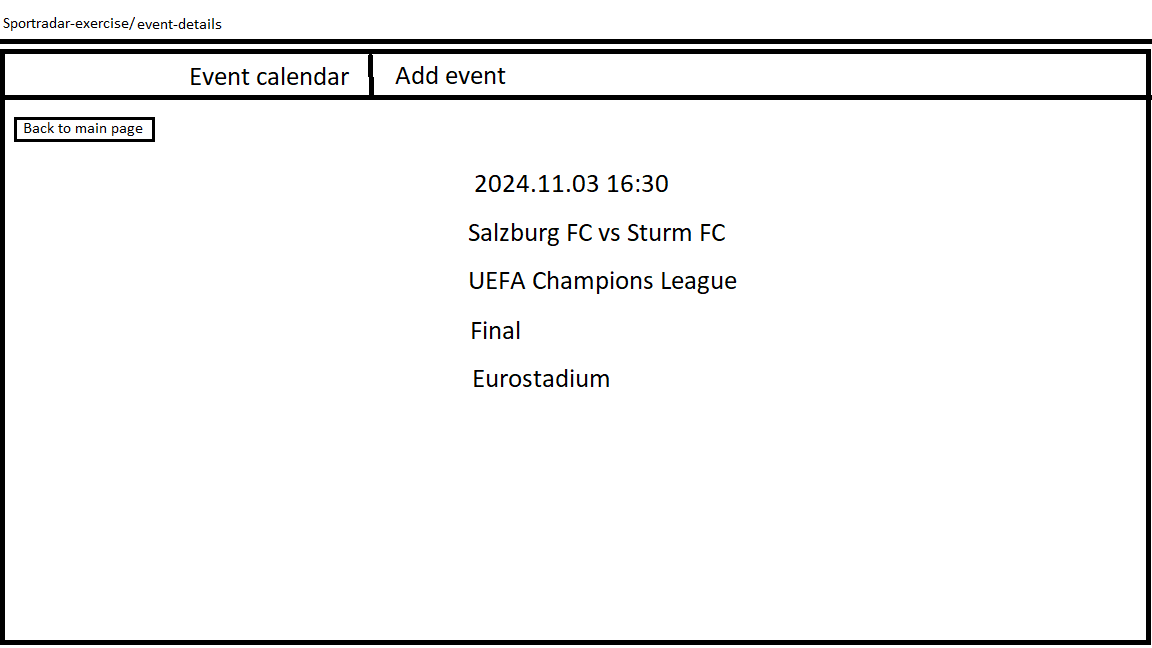 Sportradar-exercise/event-details
Event calendar
Add event
Back to main page
2024.11.03 16:30
Salzburg FC vs Sturm FC
UEFA Champions League
Final
Eurostadium